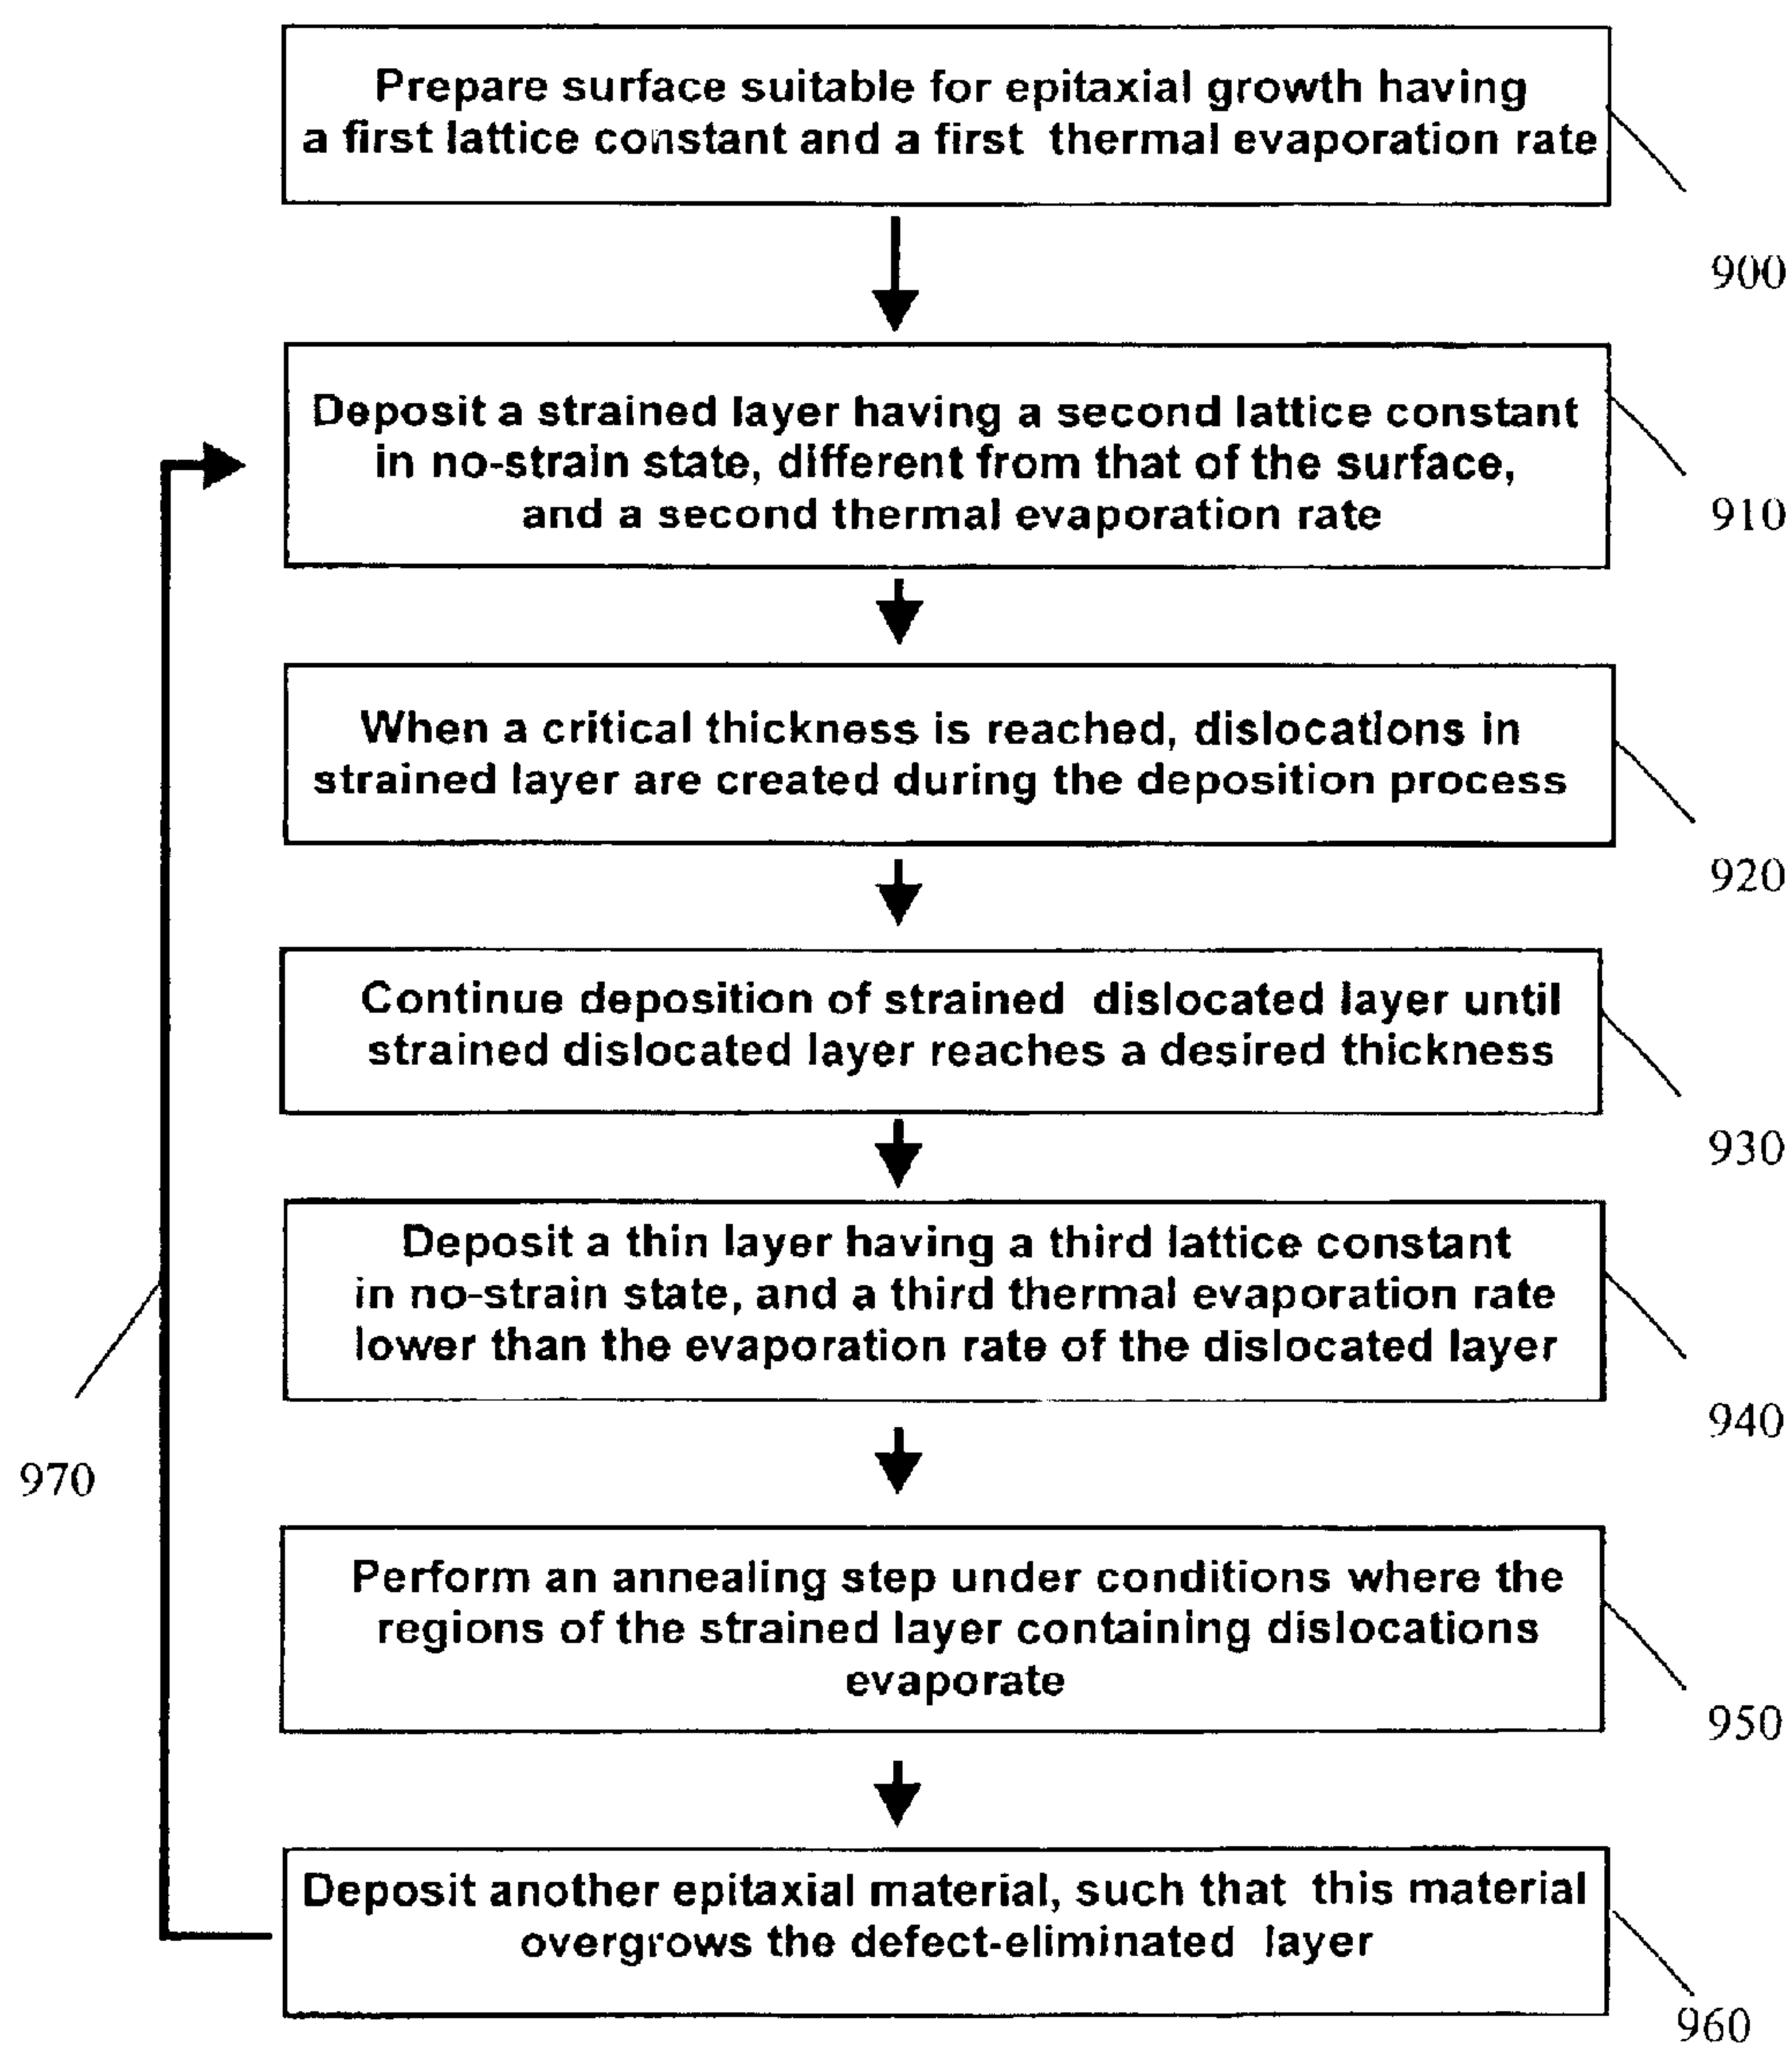 Prepare surface suitable for epitaxial growth having
a first lattice constant and a first thermal evaporation rate
900
Deposit a strained layer having a second lattice constant
in no-strain state, different from that of the surface,
and a second thermal evaporation rate
910
When a critical thickness is reached, dislocations in
strained layer are created during the deposition process
920
Continue deposition of strained dislocated layer until
strained dislocated layer reaches a desired thickness
930
Deposit a thin layer having a third lattice constant
in no-strain state, and a third thermal evaporation rate
lower than the evaporation rate of the dislocated layer
940
970
Perform an annealing step under conditions where the
regions of the strained layer containing dislocations
evaporate
950
Deposit another epitaxial material, such that this material
overgrows the defect-eliminated layer
960